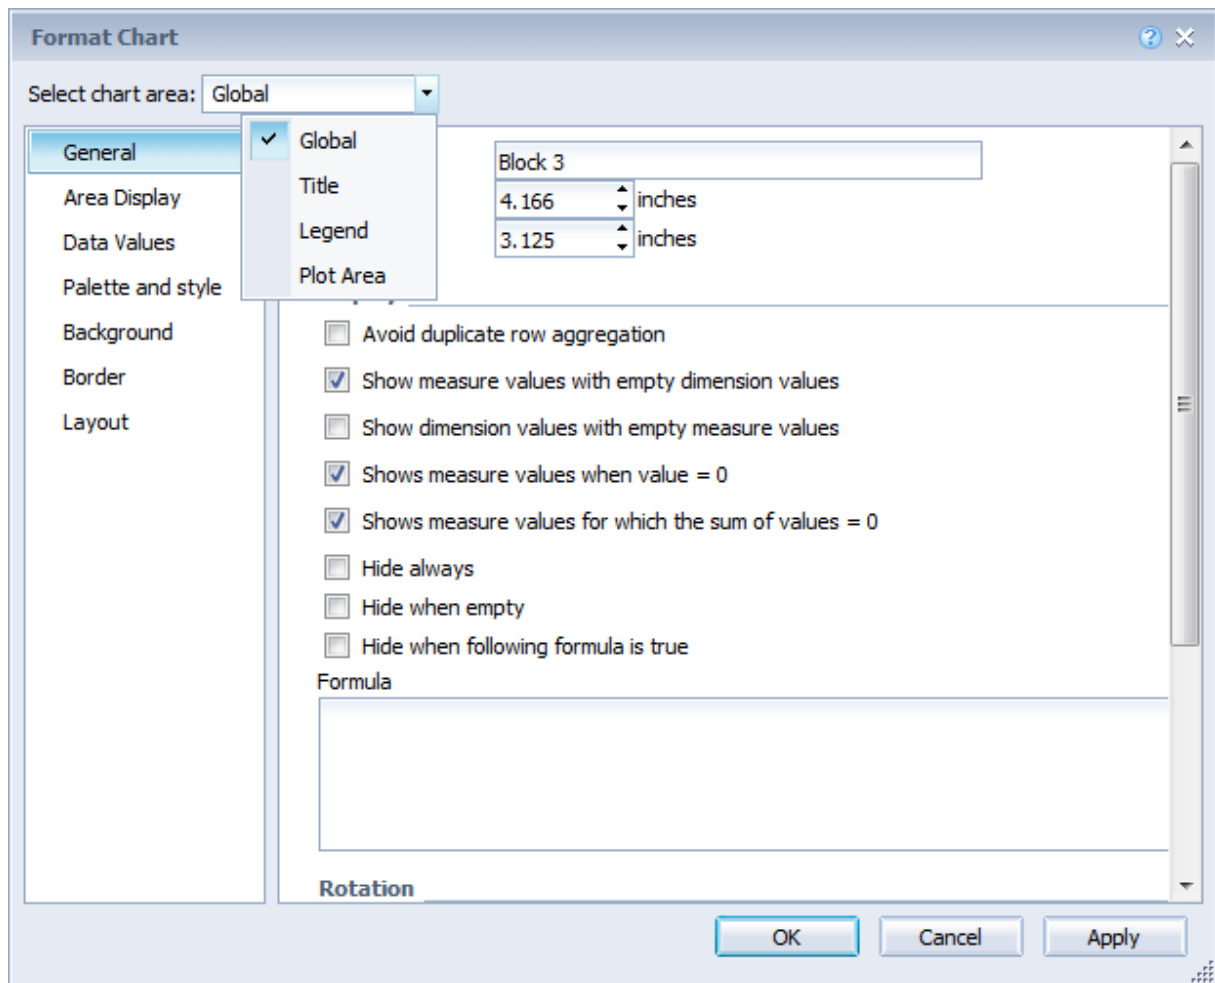 Format Chart
Select chart area: Global
Global
Title
Legend
Plot Area
General
Area Display
Data Values
Palette and style
Background
Border
Layout
Block 3
4.166 inches
3.125 inches
Avoid duplicate row aggregation
Show measure values with empty dimension values
Show dimension values with empty measure values
Shows measure values when value = 0
Shows measure values for which the sum of values = 0
Hide always
Hide when empty
Hide when following formula is true
Formula
Rotation
OK Cancel Apply